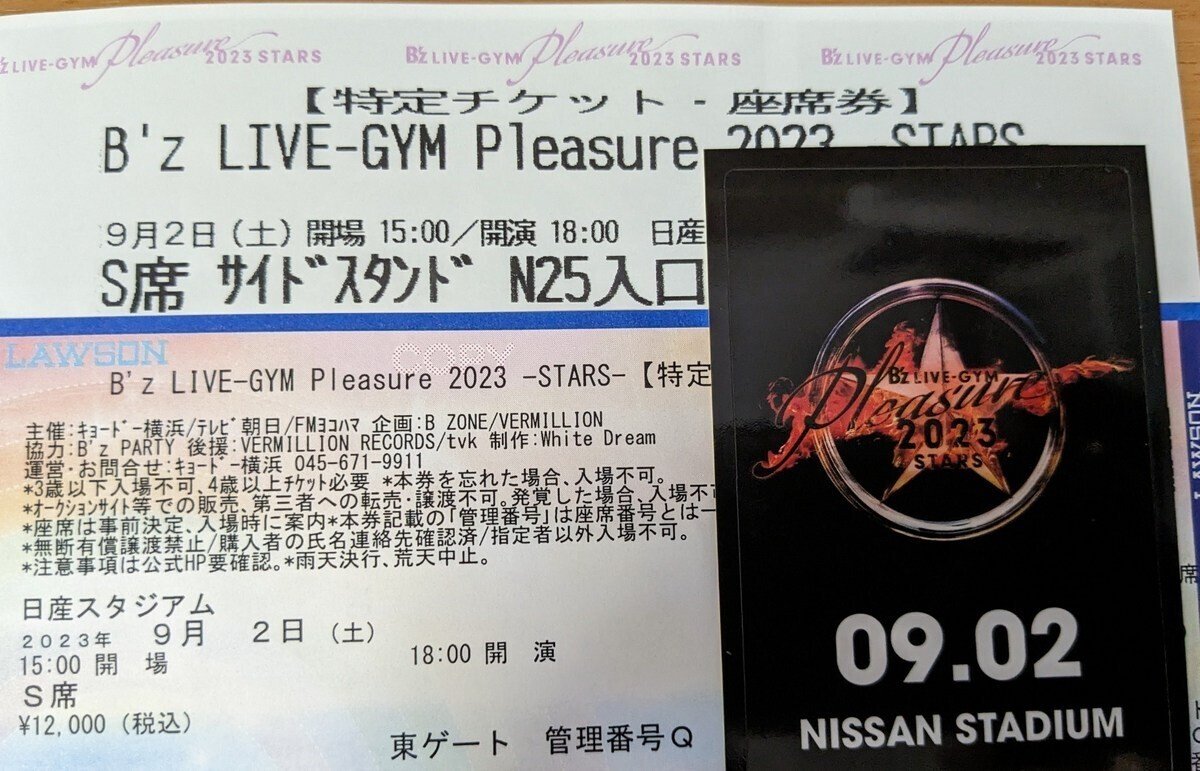 B'z LIVE-GYM Pleasure 2023 STARS B'z LIVE-GYM Pleasure 2023 STARS B'z LIVE-GYM Pleasure 2023 STARS
【特定チケット - 座席券】
B'z LIVE-GYM Pleasure 2023 -STARS-
9月2日(土)開場 15:00/開演 18:00 日産
S席 ｻｲﾄﾞｽﾀﾝﾄﾞ N25入口
LAWSON
COPY
B'z LIVE-GYM Pleasure 2023 -STARS-【特定
主催:ｷｮｰﾄﾞｰ横浜/ﾃﾚﾋﾞ朝日/FMﾖｺﾊﾏ 企画:B ZONE/VERMILLION
協力:B'z PARTY 後援:VERMILLION RECORDS/tvk 制作:White Dream
運営・お問合せ:ｷｮｰﾄﾞｰ横浜 045-671-9911
*3歳以下入場不可、4歳以上ﾁｹｯﾄ必要 *本券を忘れた場合、入場不可。
*ｵｰｸｼｮﾝｻｲﾄ等での販売、第三者への転売・譲渡不可。発覚した場合、入場不
*座席は事前決定、入場時に案内*本券記載の「管理番号」は座席番号とは
*無断有償譲渡禁止/購入者の氏名連絡先確認済/指定者以外入場不可。
*注意事項は公式HP要確認。*雨天決行、荒天中止。
日産スタジアム
2023年 9月 2日 (土)
15:00 開 場 18:00 開 演
S席
¥12,000 (税込)
東ゲート 管理番号Q
B'z LIVE-GYM
Pleasure
2023
STARS
09.02
NISSAN STADIUM
LAWSON
席